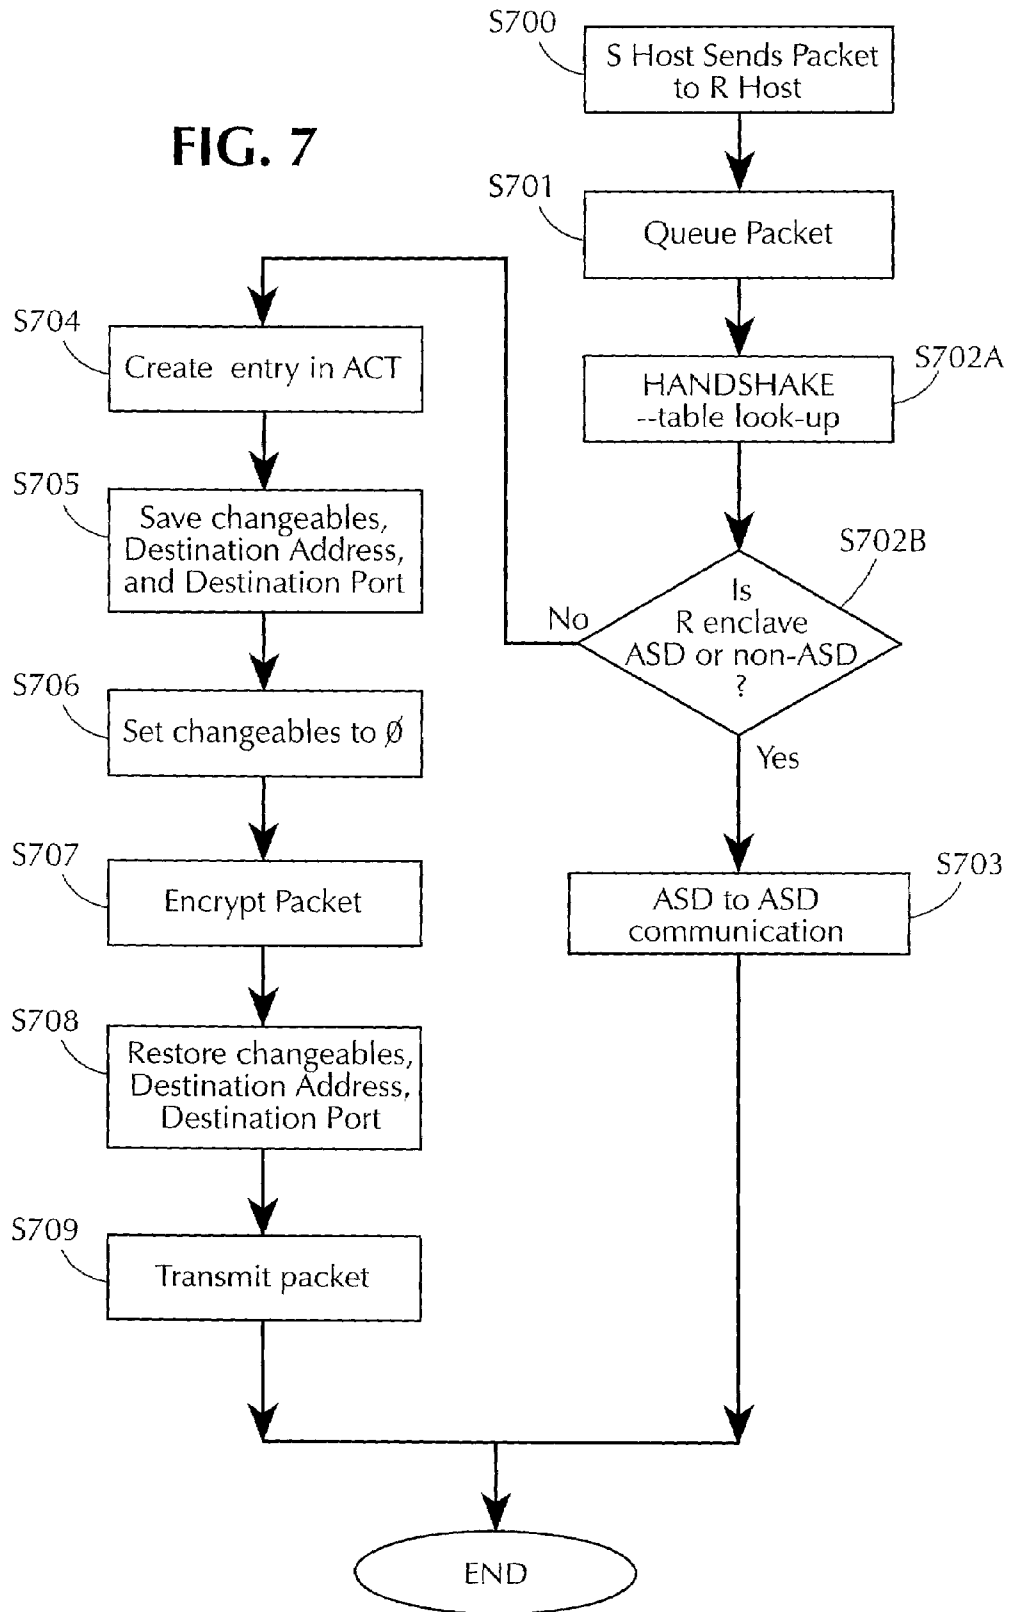 FIG. 7
S700
S Host Sends Packet
to R Host
S701
Queue Packet
S702A
HANDSHAKE
--table look-up
S702B
Is
R enclave
ASD or non-ASD
?
No
Yes
S703
ASD to ASD
communication
S704
Create entry in ACT
S705
Save changeables,
Destination Address,
and Destination Port
S706
Set changeables to Ø
S707
Encrypt Packet
S708
Restore changeables,
Destination Address,
Destination Port
S709
Transmit packet
END